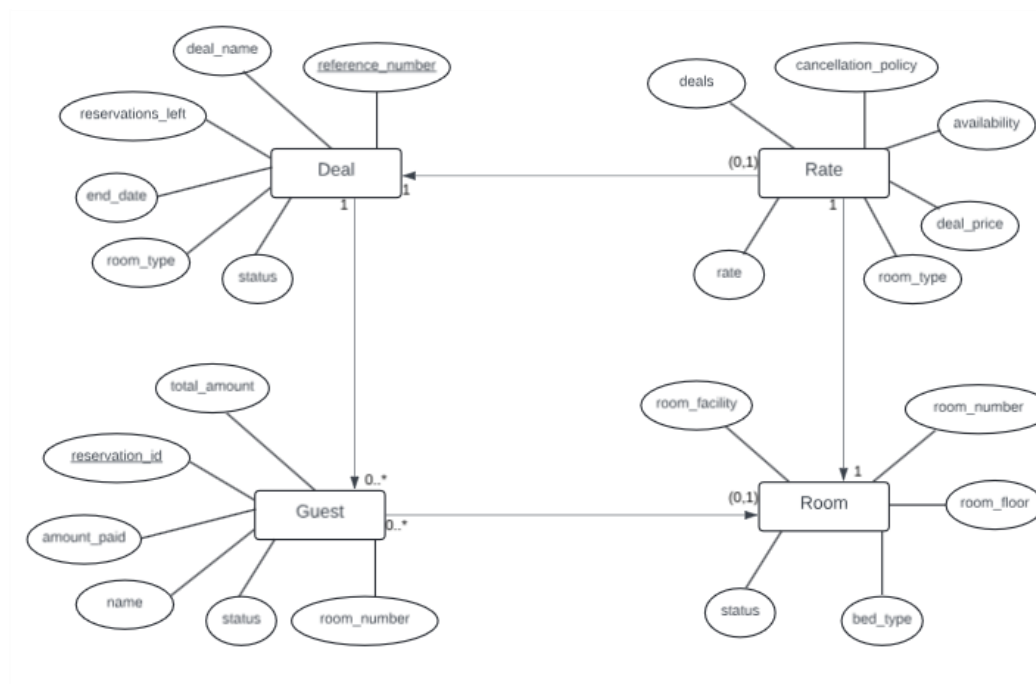 deal_name
reference_number
reservations_left
Deal
1
1
end_date
room_type
status
deals
cancellation_policy
availability
(0,1)
Rate
1
deal_price
rate
room_type
total_amount
reservation_id
0..*
Guest
0..*
amount_paid
name
status
room_number
room_facility
room_number
1
(0,1)
Room
room_floor
status
bed_type